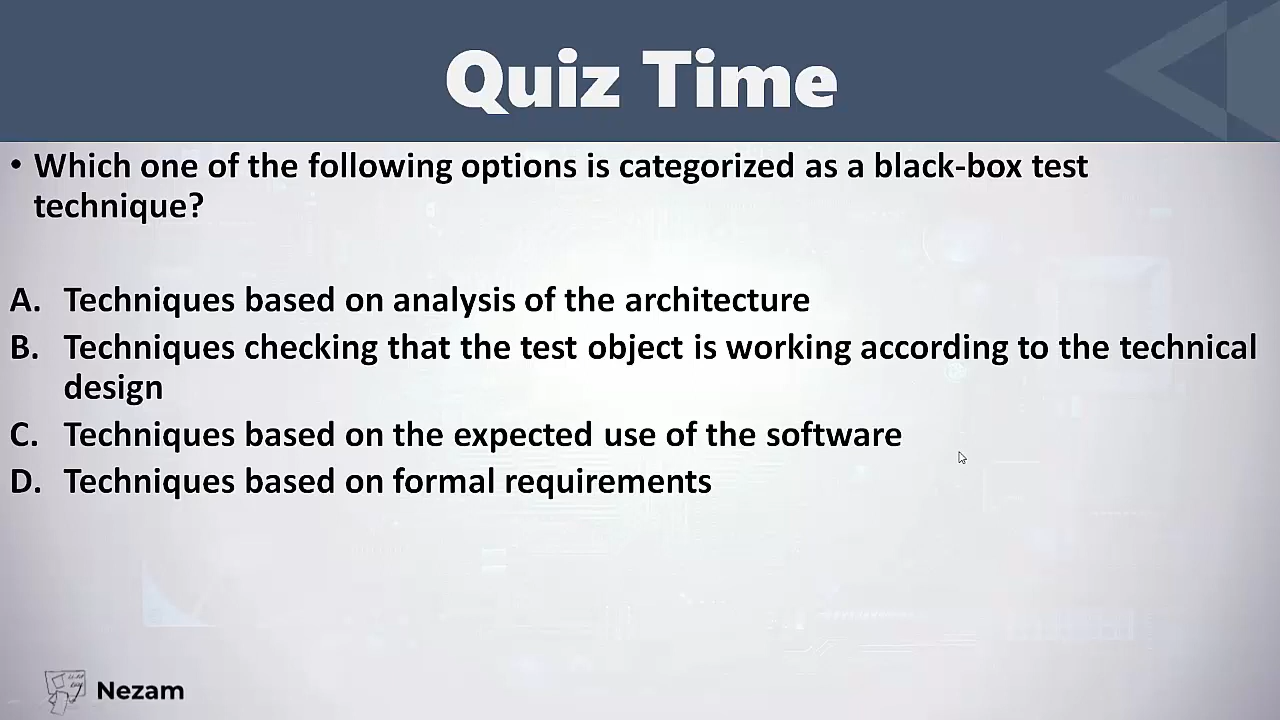 Quiz Time
• Which one of the following options is categorized as a black-box test
technique?
A. Techniques based on analysis of the architecture
B. Techniques checking that the test object is working according to the technical
design
C. Techniques based on the expected use of the software
D. Techniques based on formal requirements
Nezam